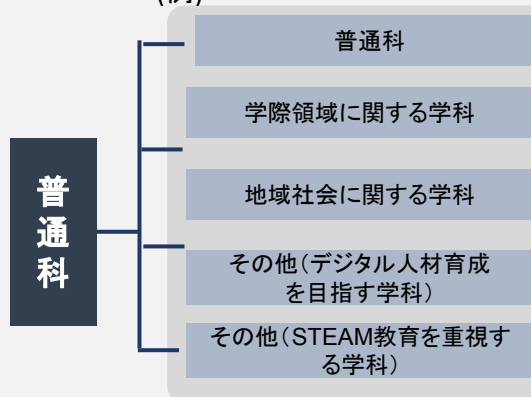 (例)
普通科
学際領域に関する学科
普通科
地域社会に関する学科
その他(デジタル人材育成
を目指す学科)
その他(STEAM教育を重視す
る学科)